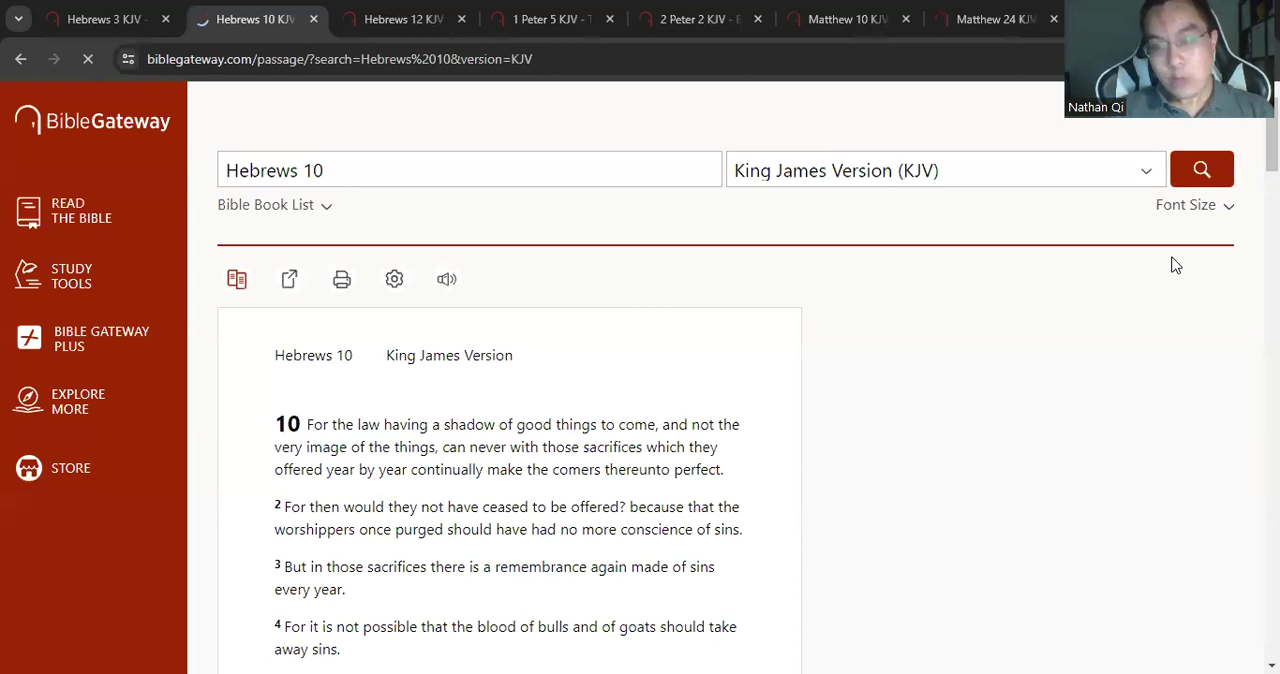 Hebrews 3 KJV -
Hebrews 10 KJV
Hebrews 12 KJV
1 Peter 5 KJV - T
2 Peter 2 KJV - E
Matthew 10 KJV
Matthew 24 KJV
biblegateway.com/passage/?search=Hebrews%2010&version=KJV
Nathan Qi
BibleGateway
Hebrews 10
King James Version (KJV)
Bible Book List
Font Size
READ
THE BIBLE
STUDY
TOOLS
BIBLE GATEWAY
PLUS
EXPLORE
MORE
STORE
Hebrews 10 King James Version
10 For the law having a shadow of good things to come, and not the
very image of the things, can never with those sacrifices which they
offered year by year continually make the comers thereunto perfect.
2 For then would they not have ceased to be offered? because that the
worshippers once purged should have had no more conscience of sins.
3 But in those sacrifices there is a remembrance again made of sins
every year.
4 For it is not possible that the blood of bulls and of goats should take
away sins.